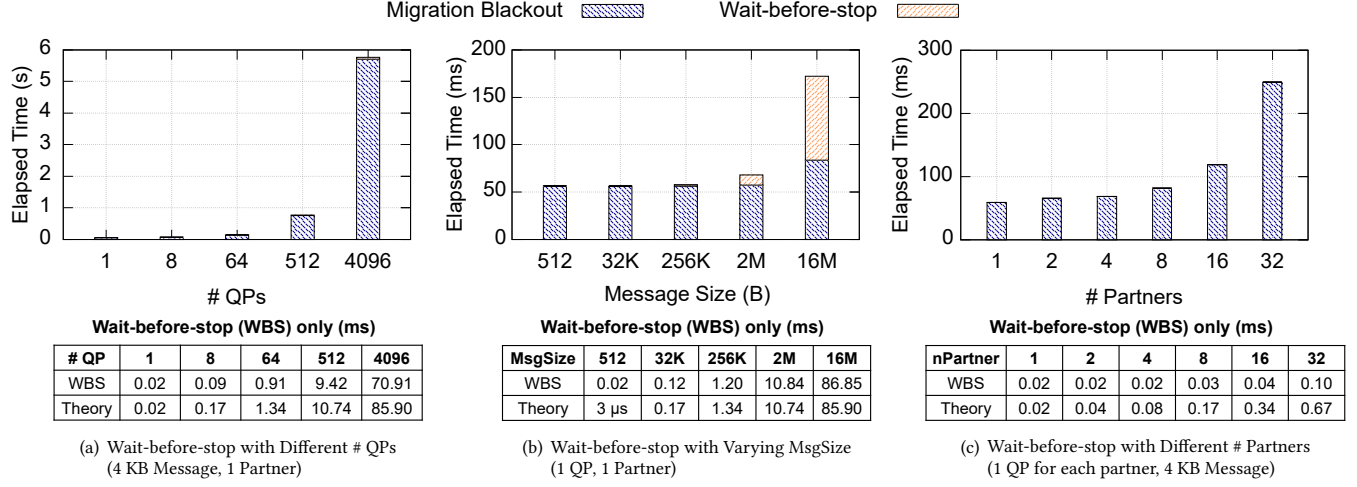 Migration Blackout Wait-before-stop
Elapsed Time (s)
6
5
4
3
2
1
0
1 8 64 512 4096
# QPs
Wait-before-stop (WBS) only (ms)
# QP 1 8 64 512 4096
WBS 0.02 0.09 0.91 9.42 70.91
Theory 0.02 0.17 1.34 10.74 85.90
(a) Wait-before-stop with Different # QPs
(4 KB Message, 1 Partner)
Elapsed Time (ms)
200
150
100
50
0
512 32K 256K 2M 16M
Message Size (B)
Wait-before-stop (WBS) only (ms)
MsgSize 512 32K 256K 2M 16M
WBS 0.02 0.12 1.20 10.84 86.85
Theory 3 μs 0.17 1.34 10.74 85.90
(b) Wait-before-stop with Varying MsgSize
(1 QP, 1 Partner)
Elapsed Time (ms)
300
200
100
0
1 2 4 8 16 32
# Partners
Wait-before-stop (WBS) only (ms)
nPartner 1 2 4 8 16 32
WBS 0.02 0.02 0.02 0.03 0.04 0.10
Theory 0.02 0.04 0.08 0.17 0.34 0.67
(c) Wait-before-stop with Different # Partners
(1 QP for each partner, 4 KB Message)